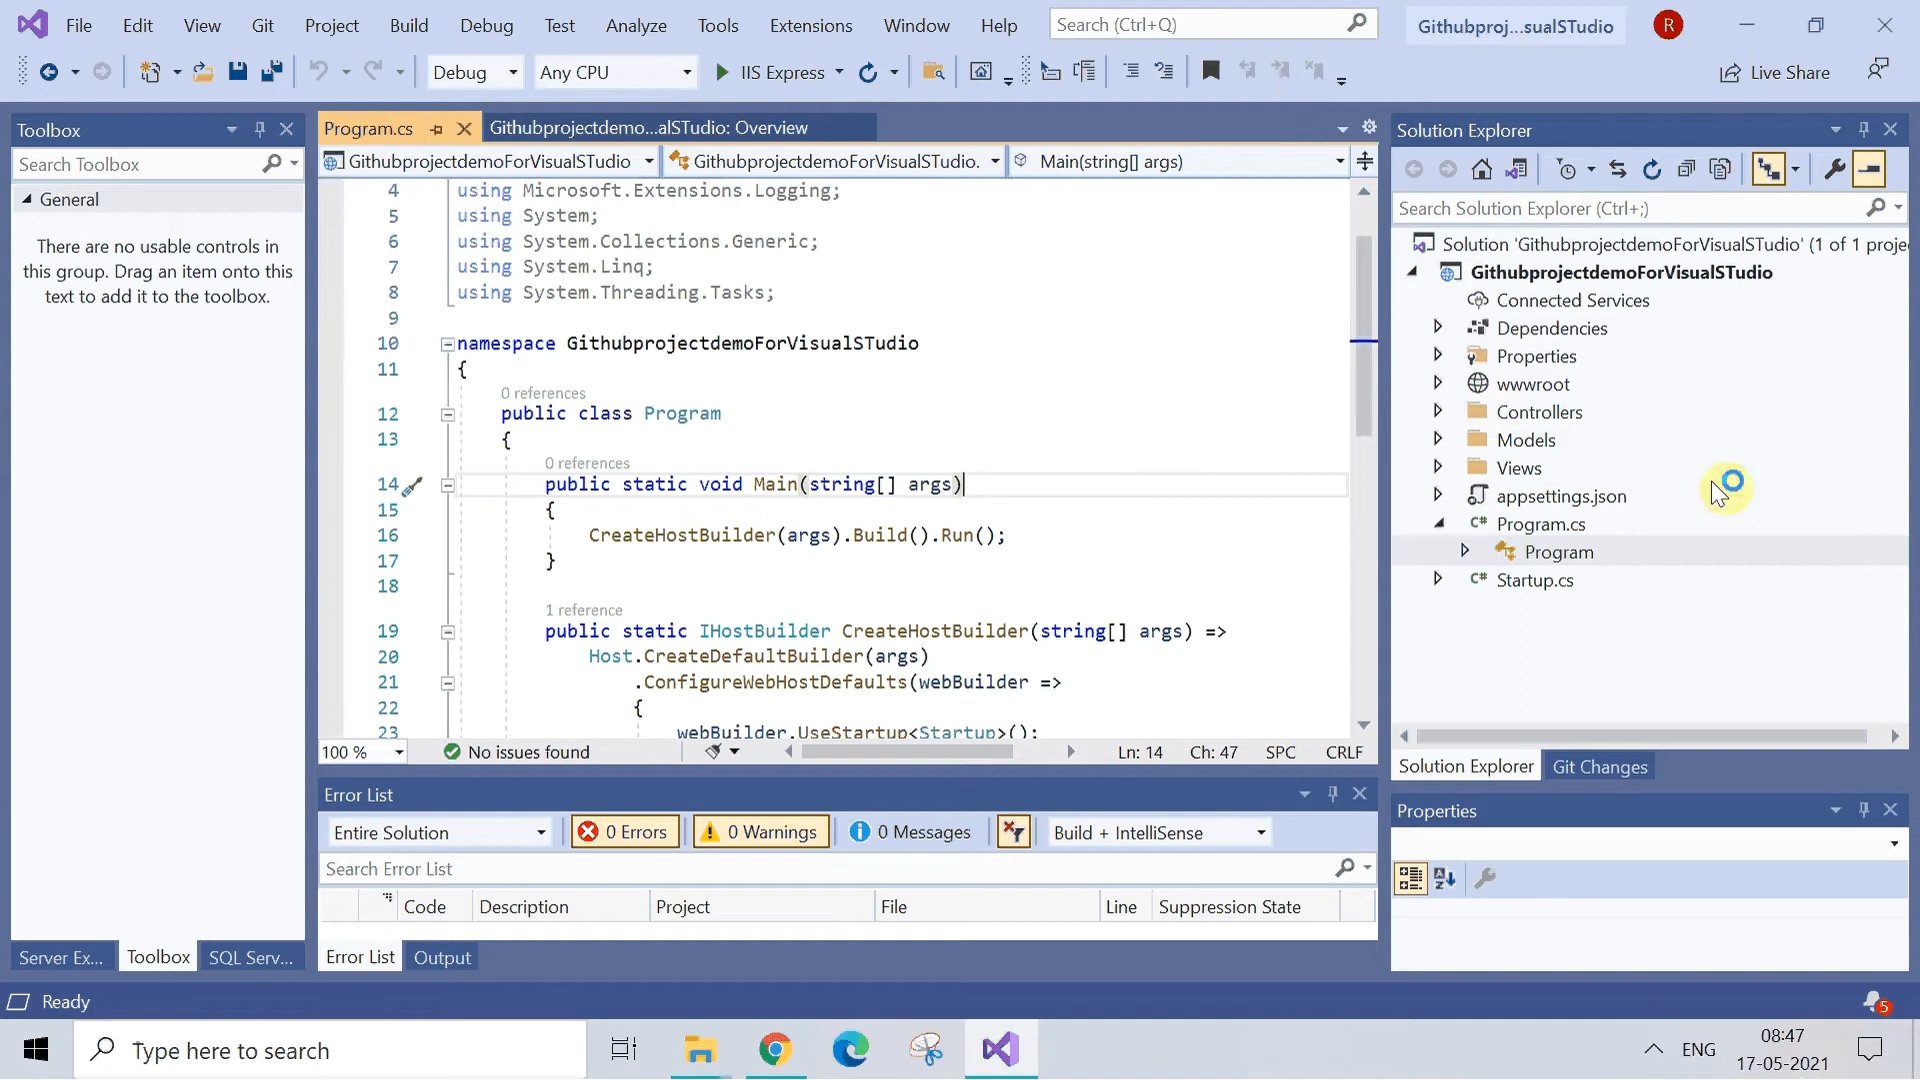 File Edit View Git Project Build Debug Test Analyze Tools Extensions Window Help Search (Ctrl+Q) Githubproj...sualSTudio R
Debug Any CPU IIS Express Live Share
Toolbox
Search Toolbox
General
There are no usable controls in
this group. Drag an item onto this
text to add it to the toolbox.
Server Ex... Toolbox SQL Serv...
Program.cs Githubprojectdemo...alSTudio: Overview
GithubprojectdemoForVisualSTudio GithubprojectdemoForVisualSTudio. Main(string[] args)
4 using Microsoft.Extensions.Logging;
5 using System;
6 using System.Collections.Generic;
7 using System.Linq;
8 using System.Threading.Tasks;
9
10 namespace GithubprojectdemoForVisualSTudio
11 {
0 references
12 public class Program
13 {
0 references
14 public static void Main(string[] args)
15 {
16 CreateHostBuilder(args).Build().Run();
17 }
18
1 reference
19 public static IHostBuilder CreateHostBuilder(string[] args) =>
20 Host.CreateDefaultBuilder(args)
21 .ConfigureWebHostDefaults(webBuilder =>
22 {
23 webBuilder.UseStartup<Startup>();
100 % No issues found Ln: 14 Ch: 47 SPC CRLF
Error List
Entire Solution 0 Errors 0 Warnings 0 Messages Build + IntelliSense
Search Error List
Code Description Project File Line Suppression State
Error List Output
Solution Explorer
Search Solution Explorer (Ctrl+;)
Solution 'GithubprojectdemoForVisualSTudio' (1 of 1 proje
GithubprojectdemoForVisualSTudio
Connected Services
Dependencies
Properties
wwwroot
Controllers
Models
Views
appsettings.json
C# Program.cs
Program
C# Startup.cs
Solution Explorer Git Changes
Properties
Ready 5
Type here to search ENG 08:47
17-05-2021